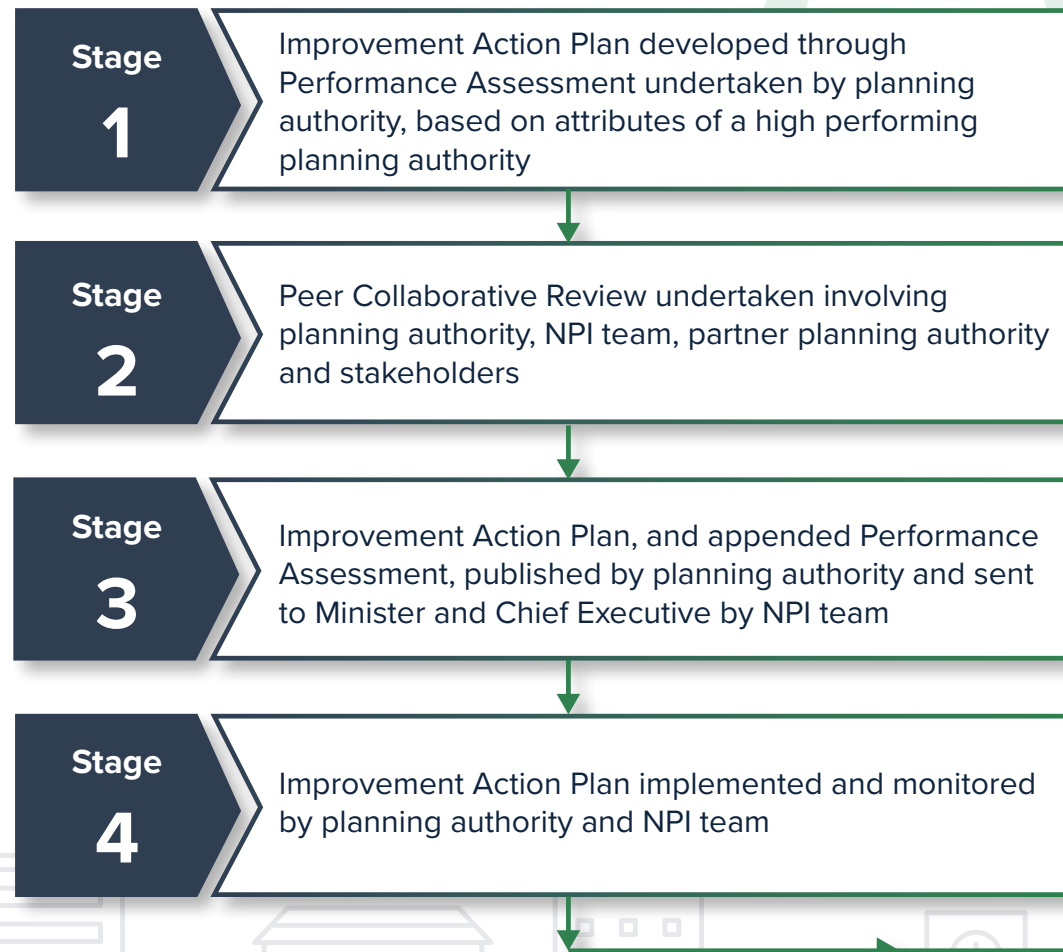 Stage
1
Improvement Action Plan developed through
Performance Assessment undertaken by planning
authority, based on attributes of a high performing
planning authority
Stage
2
Peer Collaborative Review undertaken involving
planning authority, NPI team, partner planning authority
and stakeholders
Stage
3
Improvement Action Plan, and appended Performance
Assessment, published by planning authority and sent
to Minister and Chief Executive by NPI team
Stage
4
Improvement Action Plan implemented and monitored
by planning authority and NPI team